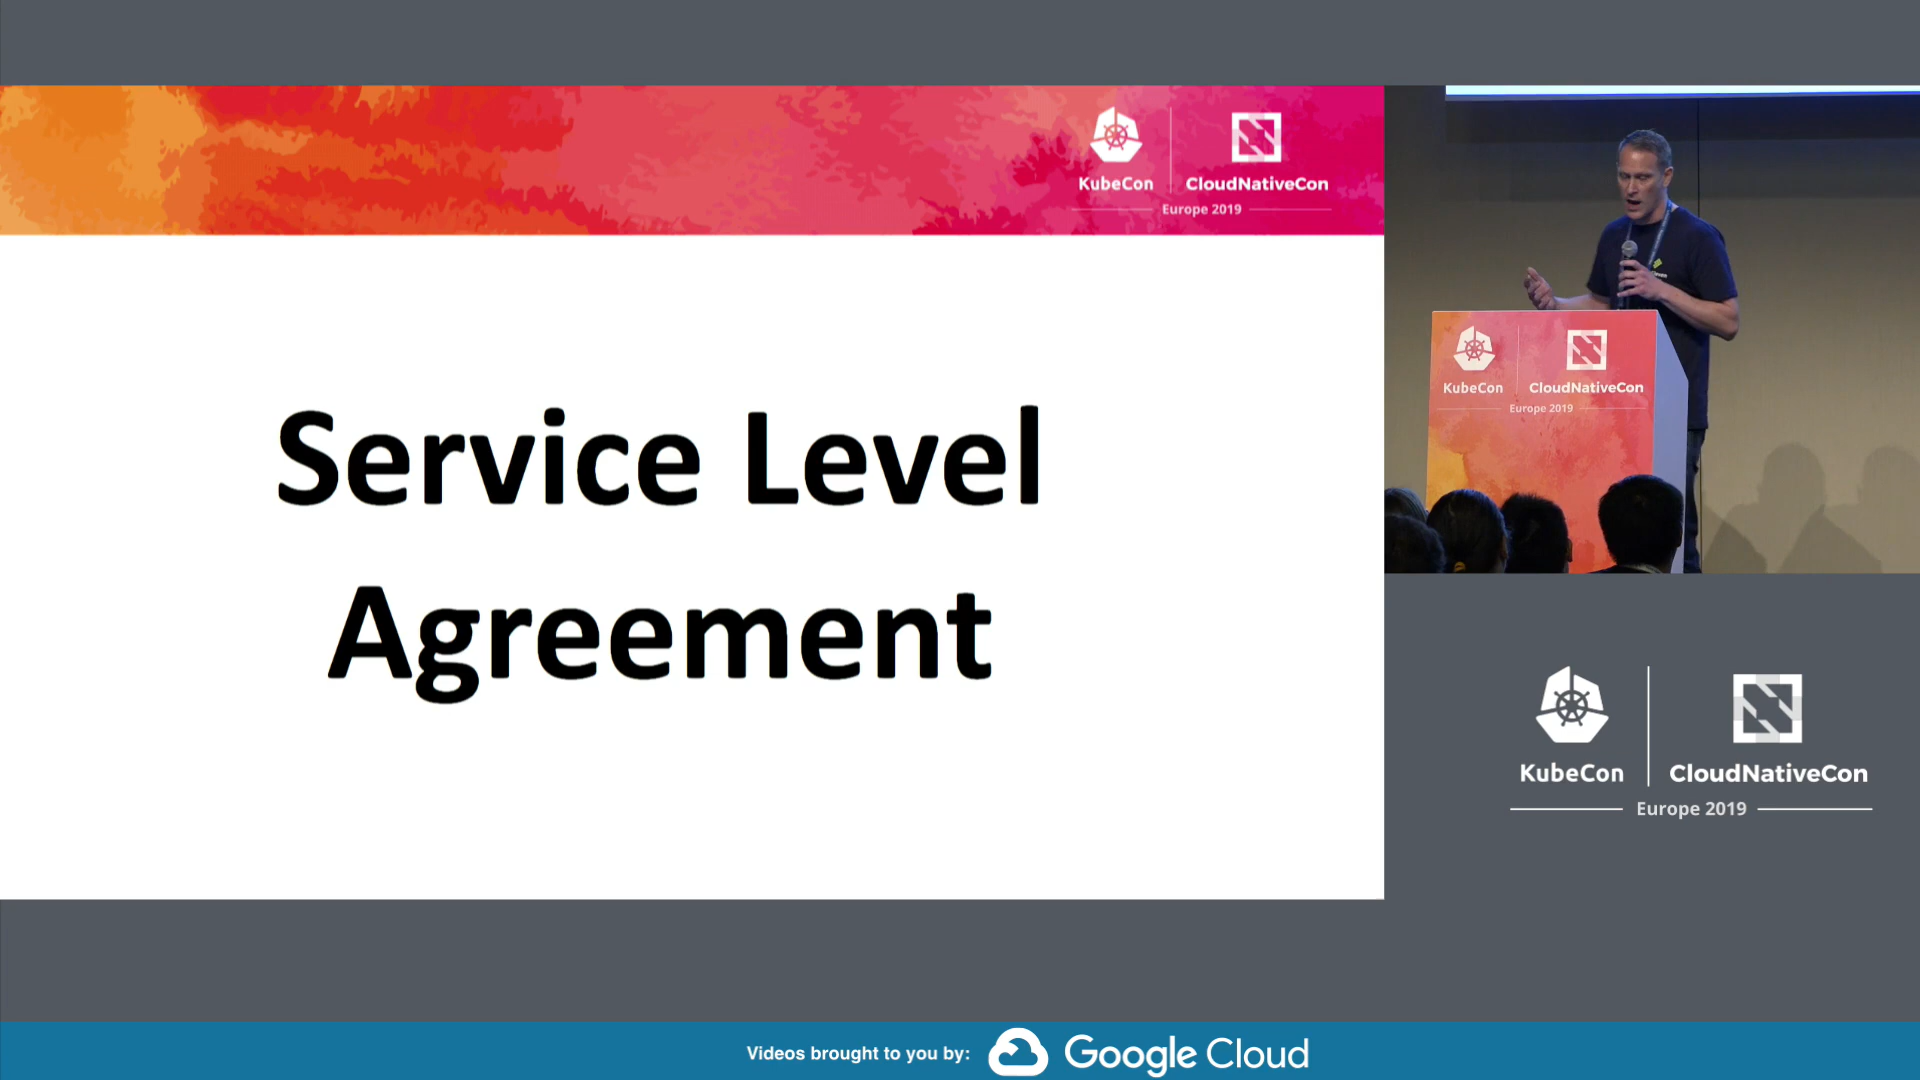 KubeCon
CloudNativeCon
Europe 2019
Service Level
Agreement
KubeCon
CloudNativeCon
Europe 2019
KubeCon
CloudNativeCon
Europe 2019
Videos brought to you by:
Google Cloud